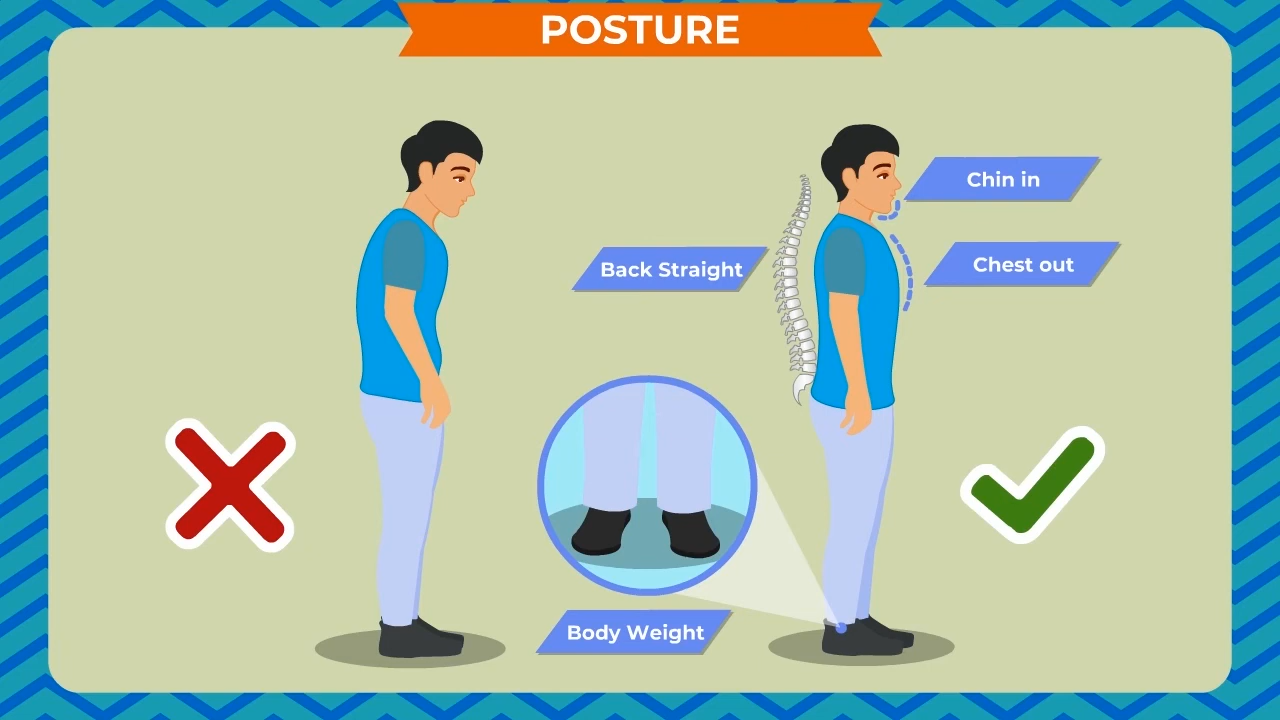 POSTURE
Chin in
Back Straight
Chest out
Body Weight